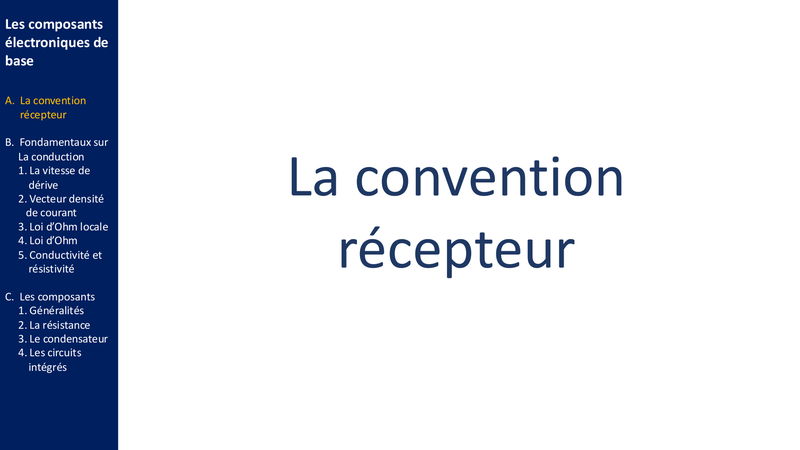 Les composants
électroniques de
base
A. La convention
récepteur
B. Fondamentaux sur
La conduction
1. La vitesse de
dérive
2. Vecteur densité
de courant
3. Loi d’Ohm locale
4. Loi d’Ohm
5. Conductivité et
résistivité
C. Les composants
1. Généralités
2. La résistance
3. Le condensateur
4. Les circuits
intégrés
La convention
récepteur